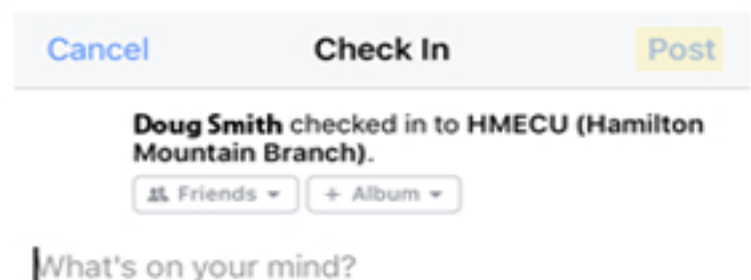 Cancel Check In Post
Doug Smith checked in to HMECU (Hamilton
Mountain Branch).
Friends + Album
What's on your mind?